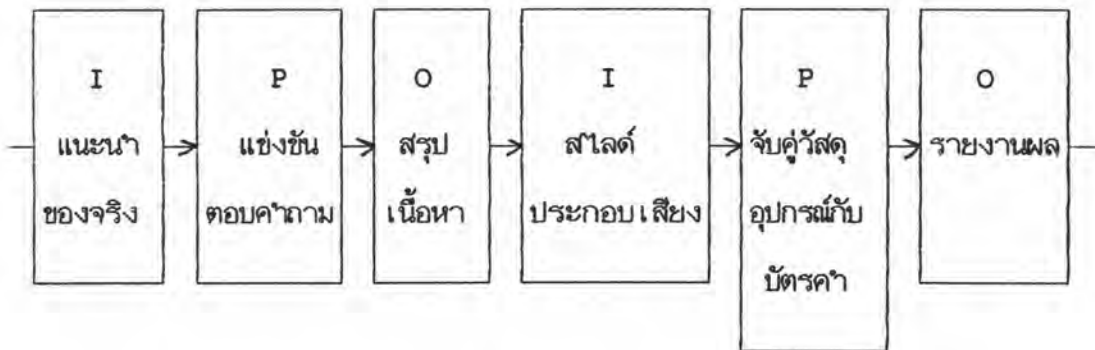 I
แนะนำ
ของจริง
P
แข่งขัน
ตอบคำถาม
O
สรุป
เนื้อหา
I
สไลด์
ประกอบเสียง
P
จับคู่วัสดุ
อุปกรณ์กับ
บัตรคำ
O
รายงานผล